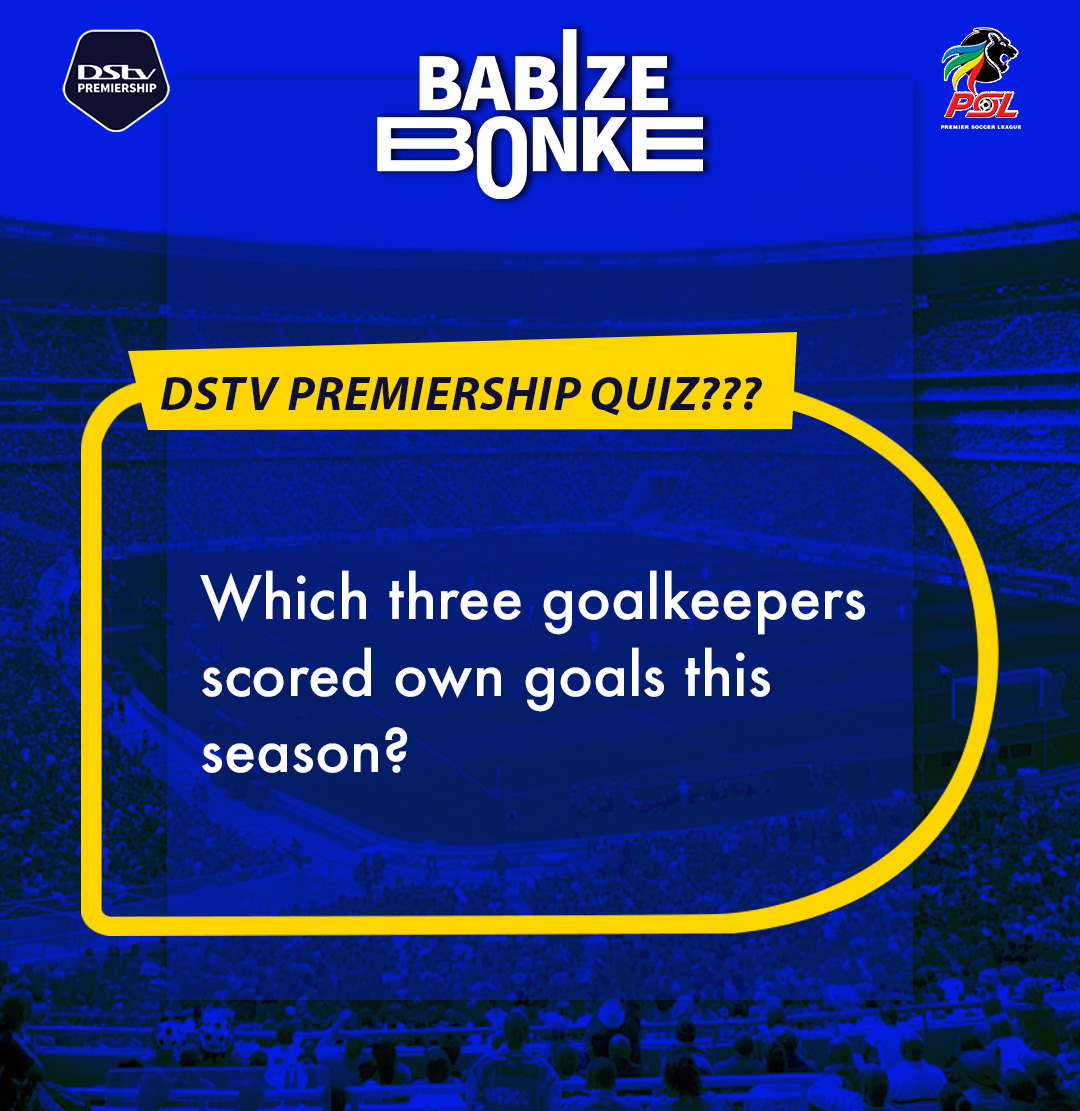 DStv
PREMIERSHIP
BABIZE
BONKE
PSL
PREMIER SOCCER LEAGUE
DSTV PREMIERSHIP QUIZ???
Which three goalkeepers
scored own goals this
season?